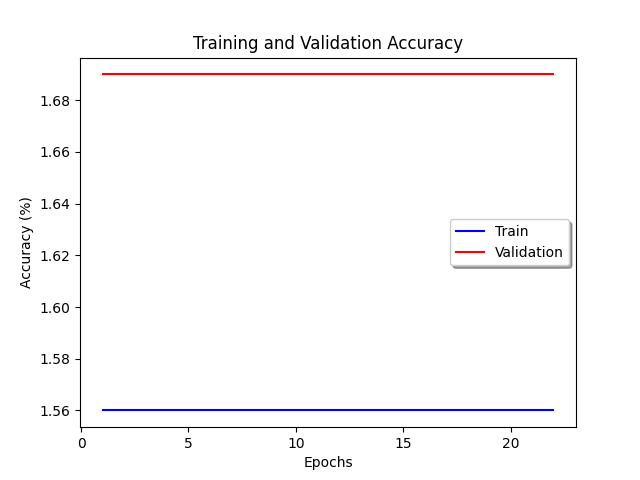 Training and Validation Accuracy
Accuracy (%)
1.68
1.66
1.64
1.62
1.60
1.58
1.56
Train
Validation
0
5
10
15
20
Epochs